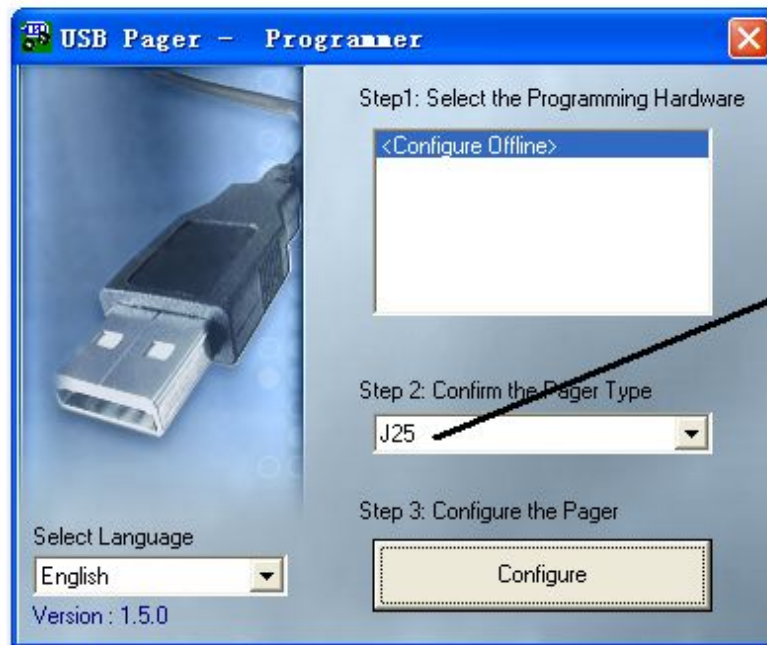 USB Pager - Programmer
Step1: Select the Programming Hardware
<Configure Offline>
Step 2: Confirm the Pager Type
J25
Step 3: Configure the Pager
Configure
Select Language
English
Version : 1.5.0